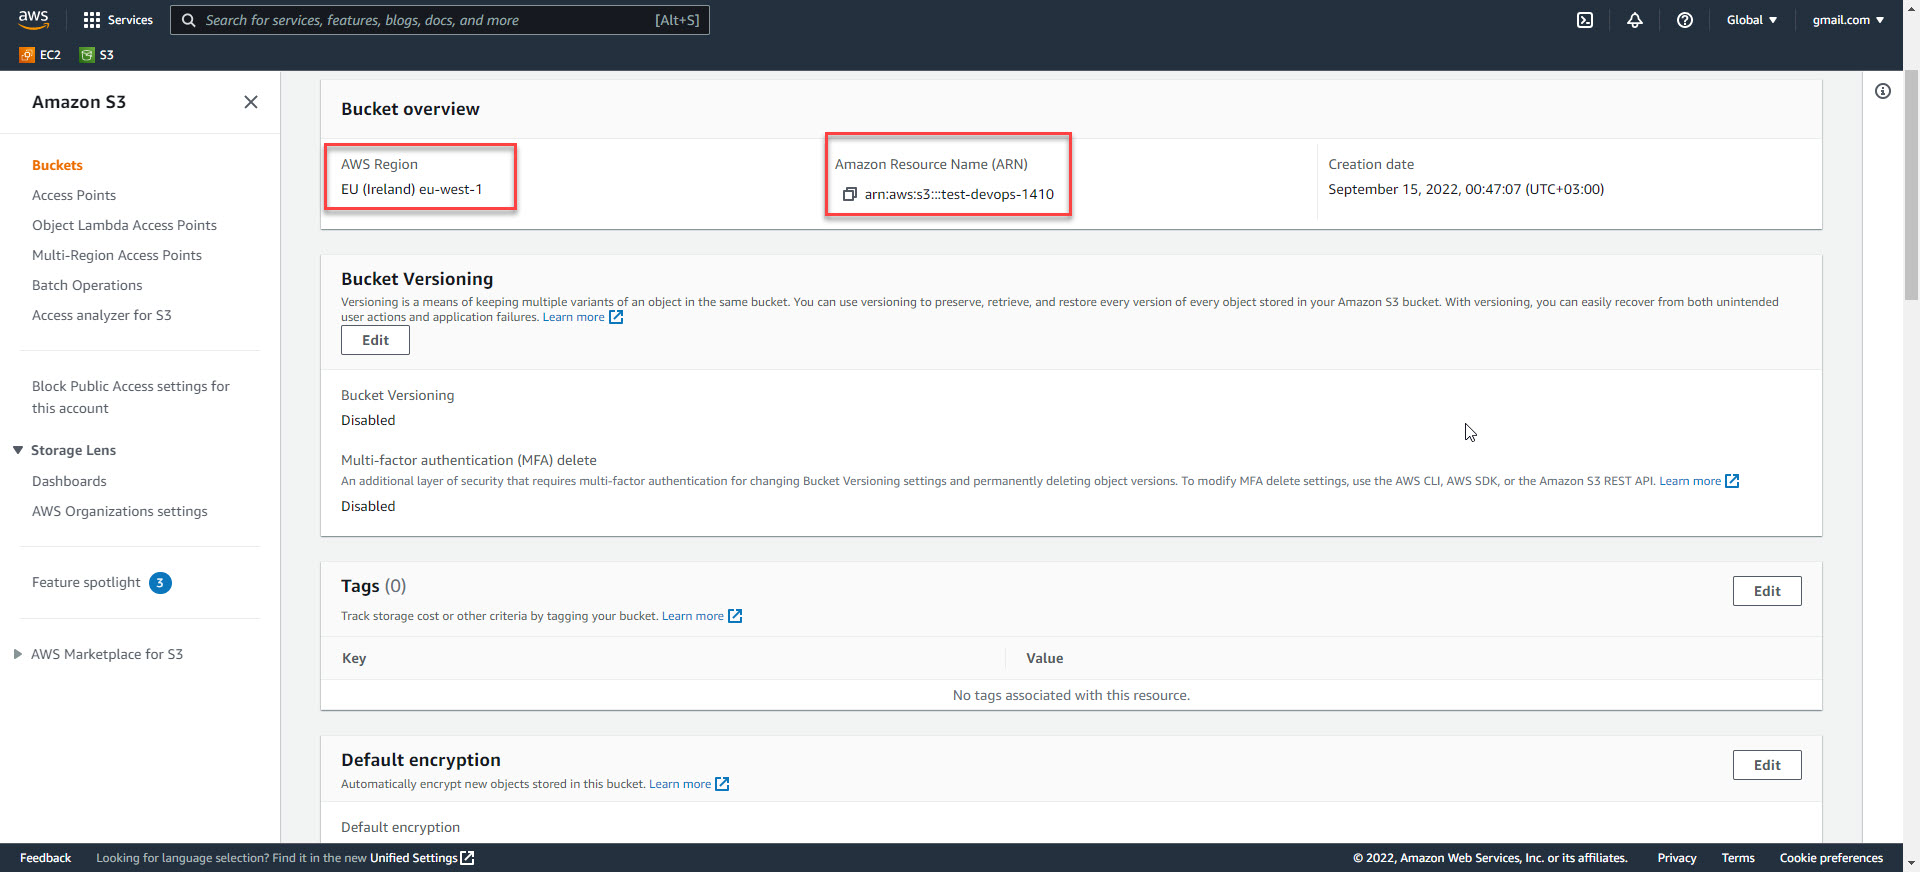 aws
Services
Search for services, features, blogs, docs, and more
[Alt+S]
Global
gmail.com
EC2
S3
Amazon S3
Buckets
Access Points
Object Lambda Access Points
Multi-Region Access Points
Batch Operations
Access analyzer for S3
Block Public Access settings for
this account
Storage Lens
Dashboards
AWS Organizations settings
Feature spotlight 3
AWS Marketplace for S3
Bucket overview
AWS Region
EU (Ireland) eu-west-1
Amazon Resource Name (ARN)
arn:aws:s3:::test-devops-1410
Creation date
September 15, 2022, 00:47:07 (UTC+03:00)
Bucket Versioning
Versioning is a means of keeping multiple variants of an object in the same bucket. You can use versioning to preserve, retrieve, and restore every version of every object stored in your Amazon S3 bucket. With versioning, you can easily recover from both unintended
user actions and application failures. Learn more
Edit
Bucket Versioning
Disabled
Multi-factor authentication (MFA) delete
An additional layer of security that requires multi-factor authentication for changing Bucket Versioning settings and permanently deleting object versions. To modify MFA delete settings, use the AWS CLI, AWS SDK, or the Amazon S3 REST API. Learn more
Disabled
Tags (0)
Edit
Track storage cost or other criteria by tagging your bucket. Learn more
Key
Value
No tags associated with this resource.
Default encryption
Edit
Automatically encrypt new objects stored in this bucket. Learn more
Default encryption
Feedback
Looking for language selection? Find it in the new Unified Settings
© 2022, Amazon Web Services, Inc. or its affiliates.
Privacy
Terms
Cookie preferences